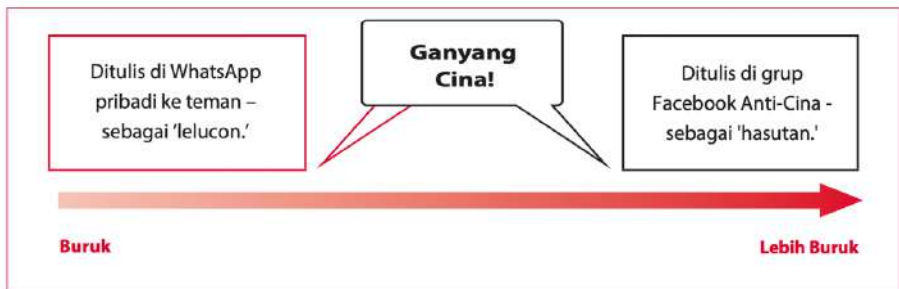 Ditulis di WhatsApp
pribadi ke teman –
sebagai ‘lelucon.’
Ganyang
Cina!
Ditulis di grup
Facebook Anti-Cina -
sebagai 'hasutan.'
Buruk
Lebih Buruk